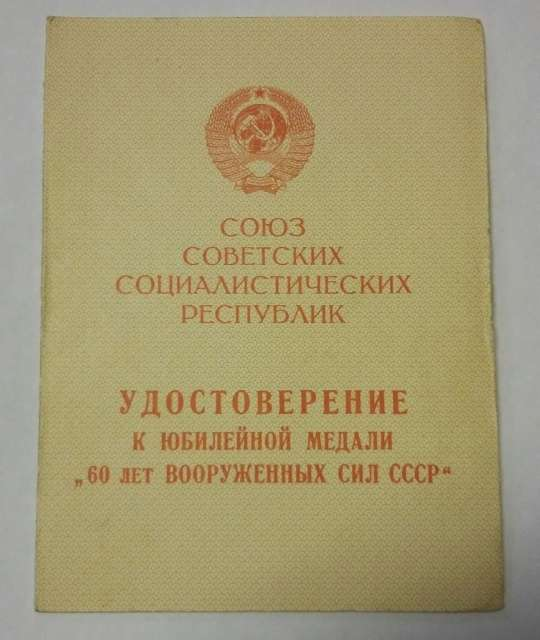 СОЮЗ
СОВЕТСКИХ
СОЦИАЛИСТИЧЕСКИХ
РЕСПУБЛИК
УДОСТОВЕРЕНИЕ
К ЮБИЛЕЙНОЙ МЕДАЛИ
„60 лет ВООРУЖЕННЫХ СИЛ СССР“